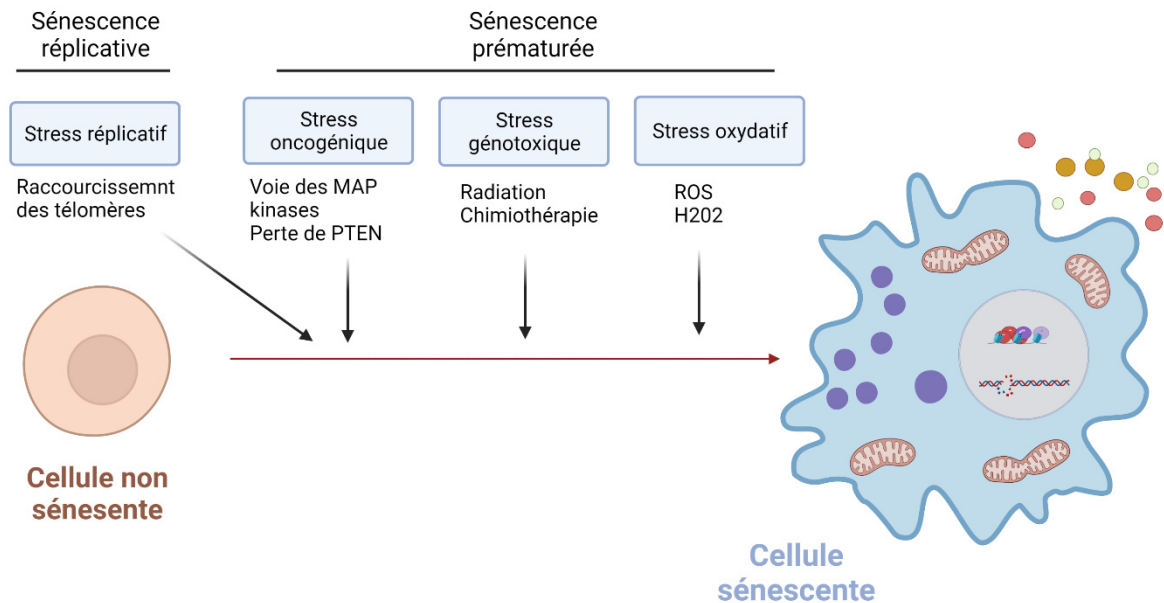 Sénescence
réplicative
Sénescence
prématurée
Stress réplicatif
Stress
oncogénique
Stress
génotoxique
Stress oxydatif
Raccourcissemnt
des télomères
Voie des MAP
kinases
Perte de PTEN
Radiation
Chimiothérapie
ROS
H202
Cellule non
sénesente
Cellule
sénescente